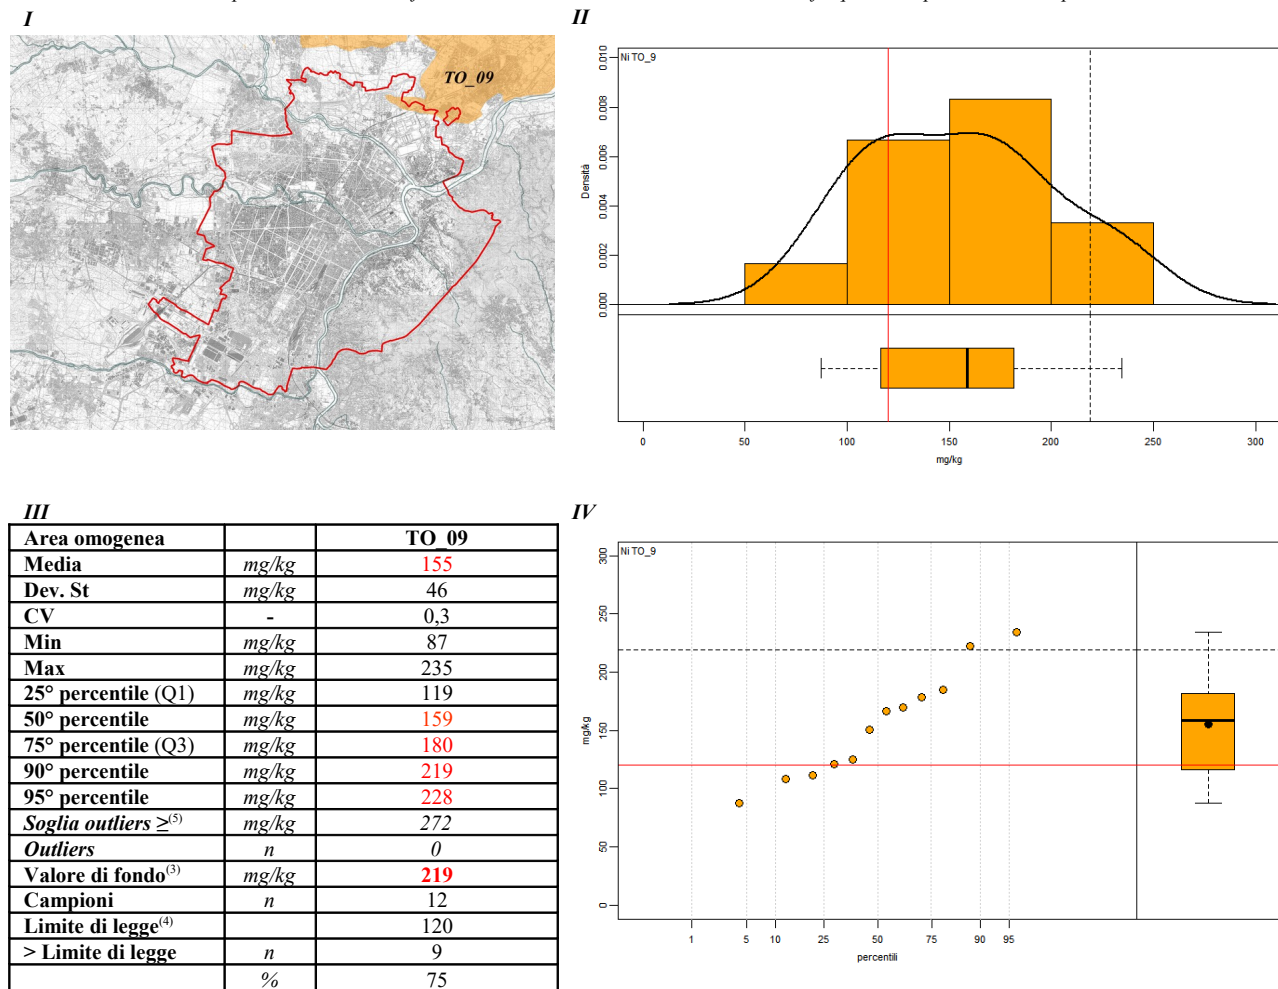 I
TO_09
II
Ni TO_9
Densità
0.000
0.002
0.004
0.006
0.008
0.010
0
50
100
150
200
250
300
mg/kg
III
Area omogenea TO_09
Media mg/kg 155
Dev. St mg/kg 46
CV - 0,3
Min mg/kg 87
Max mg/kg 235
25° percentile (Q1) mg/kg 119
50° percentile mg/kg 159
75° percentile (Q3) mg/kg 180
90° percentile mg/kg 219
95° percentile mg/kg 228
Soglia outliers ≥(5) mg/kg 272
Outliers n 0
Valore di fondo(3) mg/kg 219
Campioni n 12
Limite di legge(4) 120
> Limite di legge n 9
% 75
IV
Ni TO_9
mg/kg
0
50
100
150
200
250
300
1
5
10
25
50
75
90
95
percentili